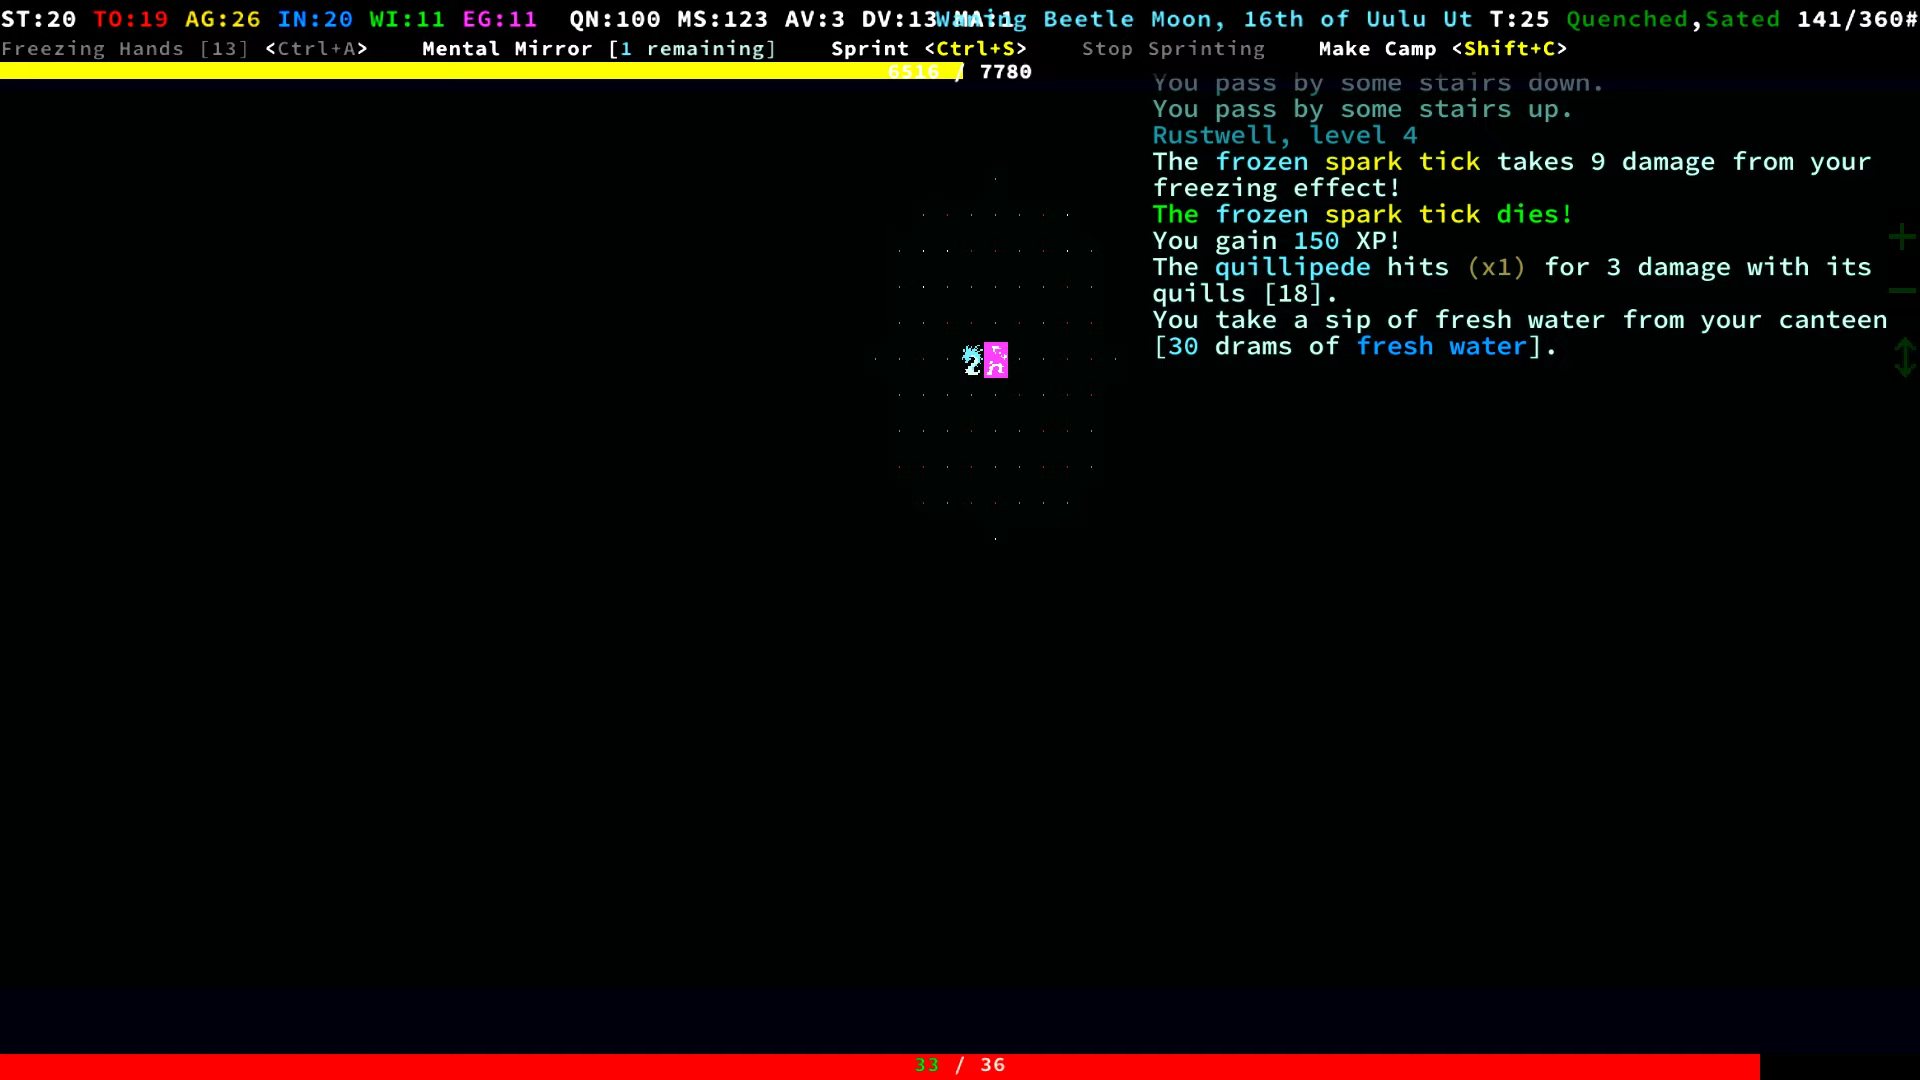 ST:20 TO:19 AG:26 IN:20 WI:11 EG:11 QN:100 MS:123 AV:3 DV:13 MA:1 Beetle Moon, 16th of Uulu Ut T:25 Quenched,Sated 141/360#
Freezing Hands [13] <Ctrl+A> Mental Mirror [1 remaining] Sprint <Ctrl+S> Stop Sprinting Make Camp <Shift+C>
6516 / 7780
You pass by some stairs down.
You pass by some stairs up.
Rustwell, level 4
The frozen spark tick takes 9 damage from your
freezing effect!
The frozen spark tick dies!
You gain 150 XP!
The quillipede hits (x1) for 3 damage with its
quills [18].
You take a sip of fresh water from your canteen
[30 drams of fresh water].
33 / 36